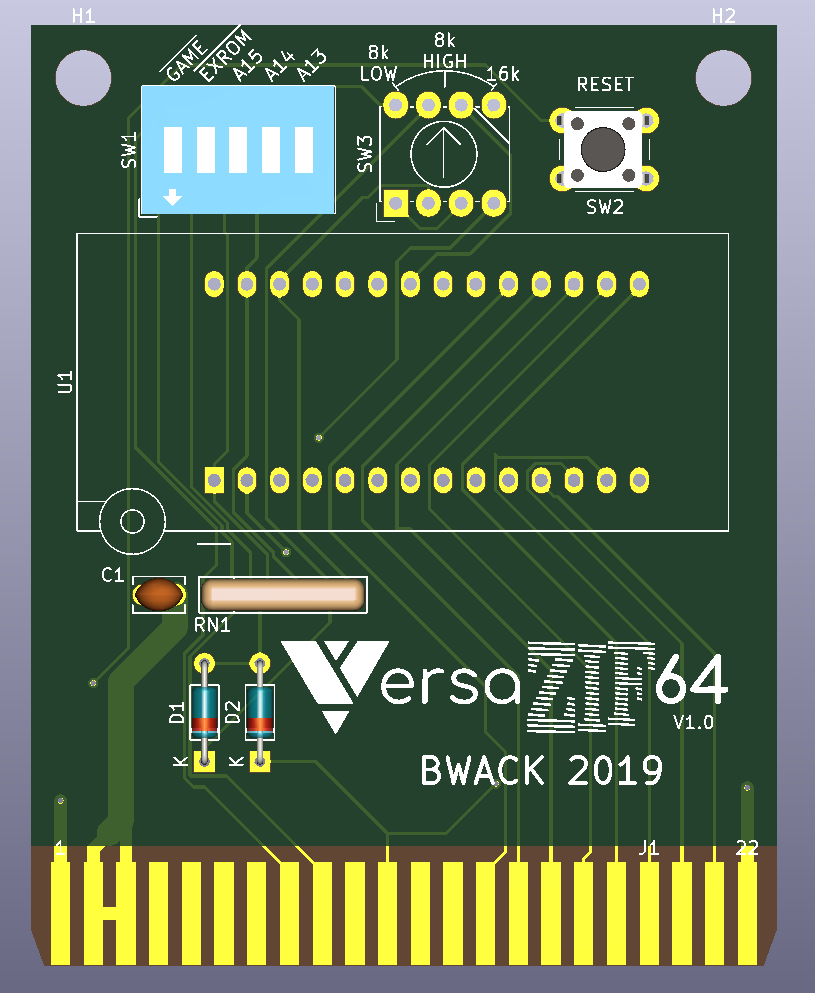 H1
H2
GAME
EXROM
A15
A14
A13
8k
LOW
8k
HIGH
16k
RESET
SW1
SW3
SW2
U1
C1
RN1
D1
D2
K
K
VersaZIF64
V1.0
BWACK 2019
1
J1
22